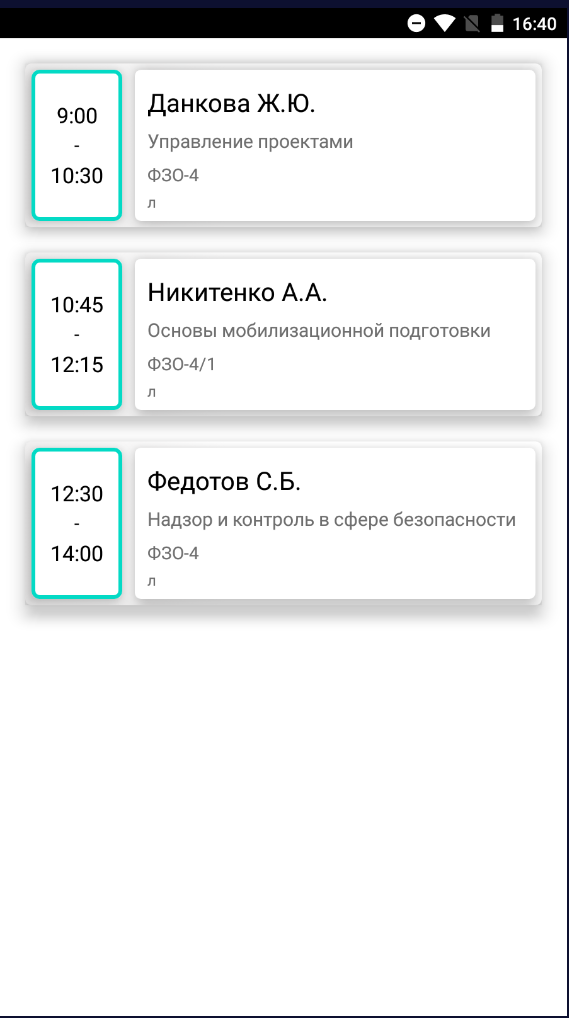 16:40
9:00
-
10:30
Данкова Ж.Ю.
Управление проектами
ФЗО-4
л
10:45
-
12:15
Никитенко А.А.
Основы мобилизационной подготовки
ФЗО-4/1
л
12:30
-
14:00
Федотов С.Б.
Надзор и контроль в сфере безопасности
ФЗО-4
л